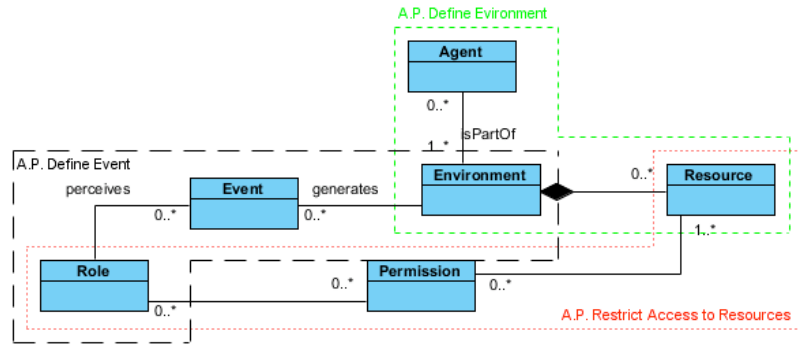 A.P. Define Evironment
Agent
0..*
isPartOf
1..*
A.P. Define Event
perceives
Event
generates
Environment
0..*
Resource
0..*
0..*
1..*
Role
Permission
0..*
0..*
0..*
A.P. Restrict Access to Resources